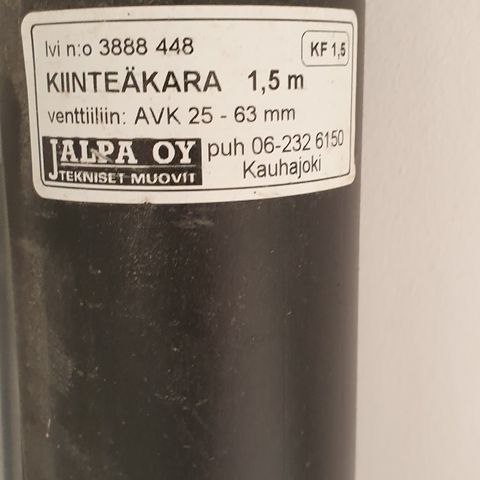 lvi n:o 3888 448
KF 1,5
KIINTEÄKARA 1,5 m
venttiiliin: AVK 25 - 63 mm
JALPA OY
TEKNISET MUOVIT
puh 06-232 6150
Kauhajoki